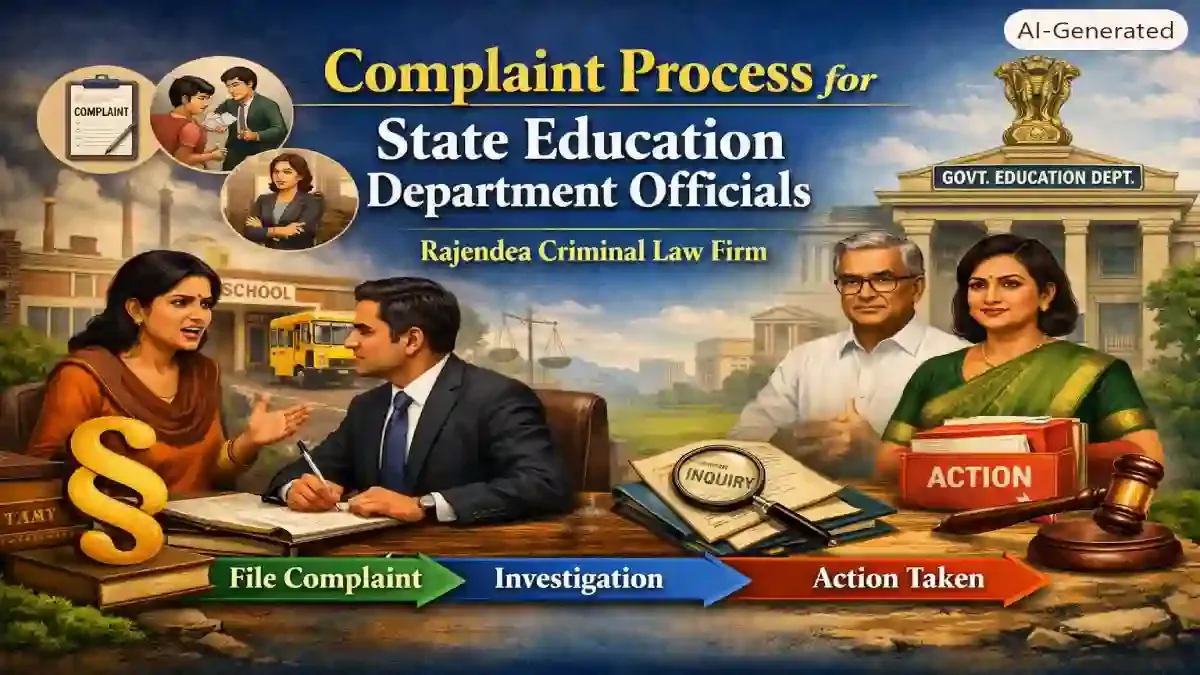 AI-Generated
Complaint Process for
State Education
Department Officials
Rajendea Criminal Law Firm
COMPLAINT
GOVT. EDUCATION DEPT.
SCHOOL
INQUIRY
ACTION
TAMT
File Complaint
Investigation
Action Taken